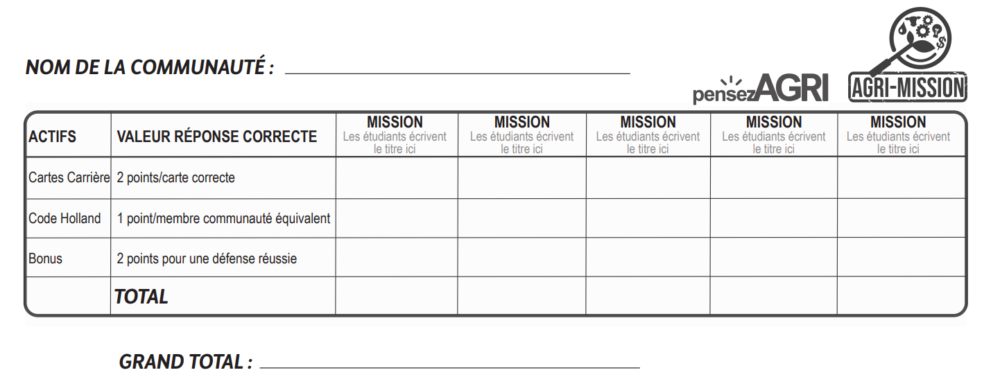 NOM DE LA COMMUNAUTÉ :
pensezAGRI
AGRI-MISSION
ACTIFS VALEUR RÉPONSE CORRECTE MISSION MISSION MISSION MISSION MISSION
Les étudiants écrivent Les étudiants écrivent Les étudiants écrivent Les étudiants écrivent Les étudiants écrivent
le titre ici le titre ici le titre ici le titre ici le titre ici
Cartes Carrière 2 points/carte correcte
Code Holland 1 point/membre communauté équivalent
Bonus 2 points pour une défense réussie
TOTAL
GRAND TOTAL :